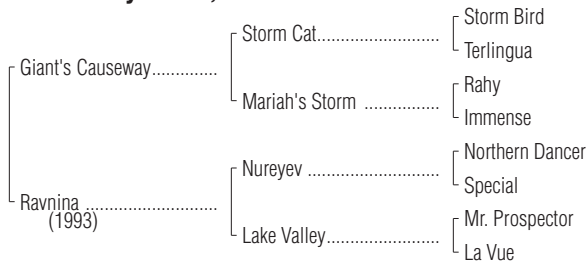 Storm Bird
Storm Cat..................
Terlingua
Giant's Causeway.............
Rahy
Mariah's Storm ...............
Immense
Northern Dancer
Nureyev ..........................
Special
Ravnina ..........................
(1993)
Mr. Prospector
Lake Valley......................
La Vue